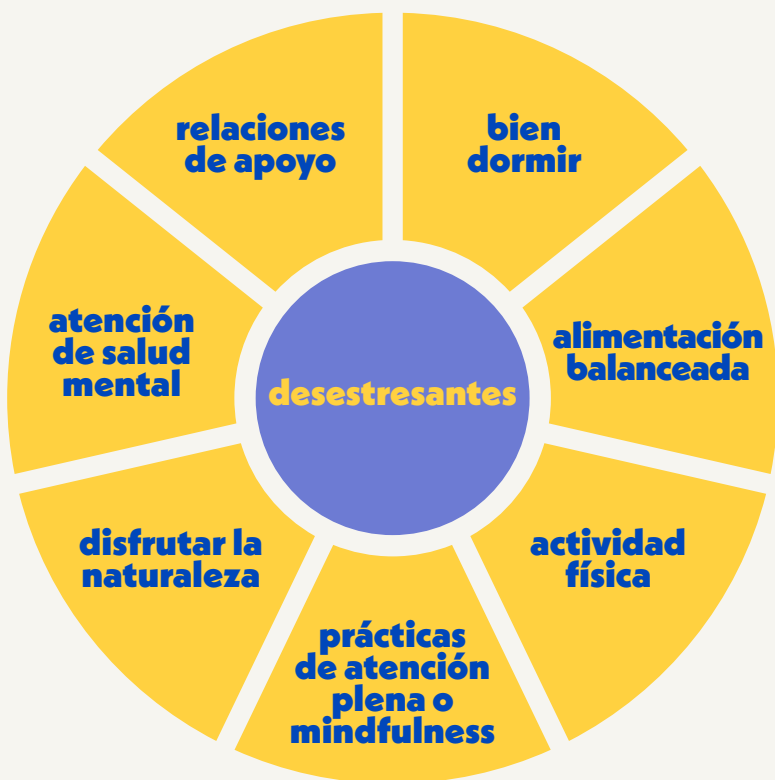 relaciones
de apoyo
bien
dormir
atención
de salud
mental
alimentación
balanceada
desestresantes
disfrutar la
naturaleza
actividad
física
prácticas
de atención
plena o
mindfulness